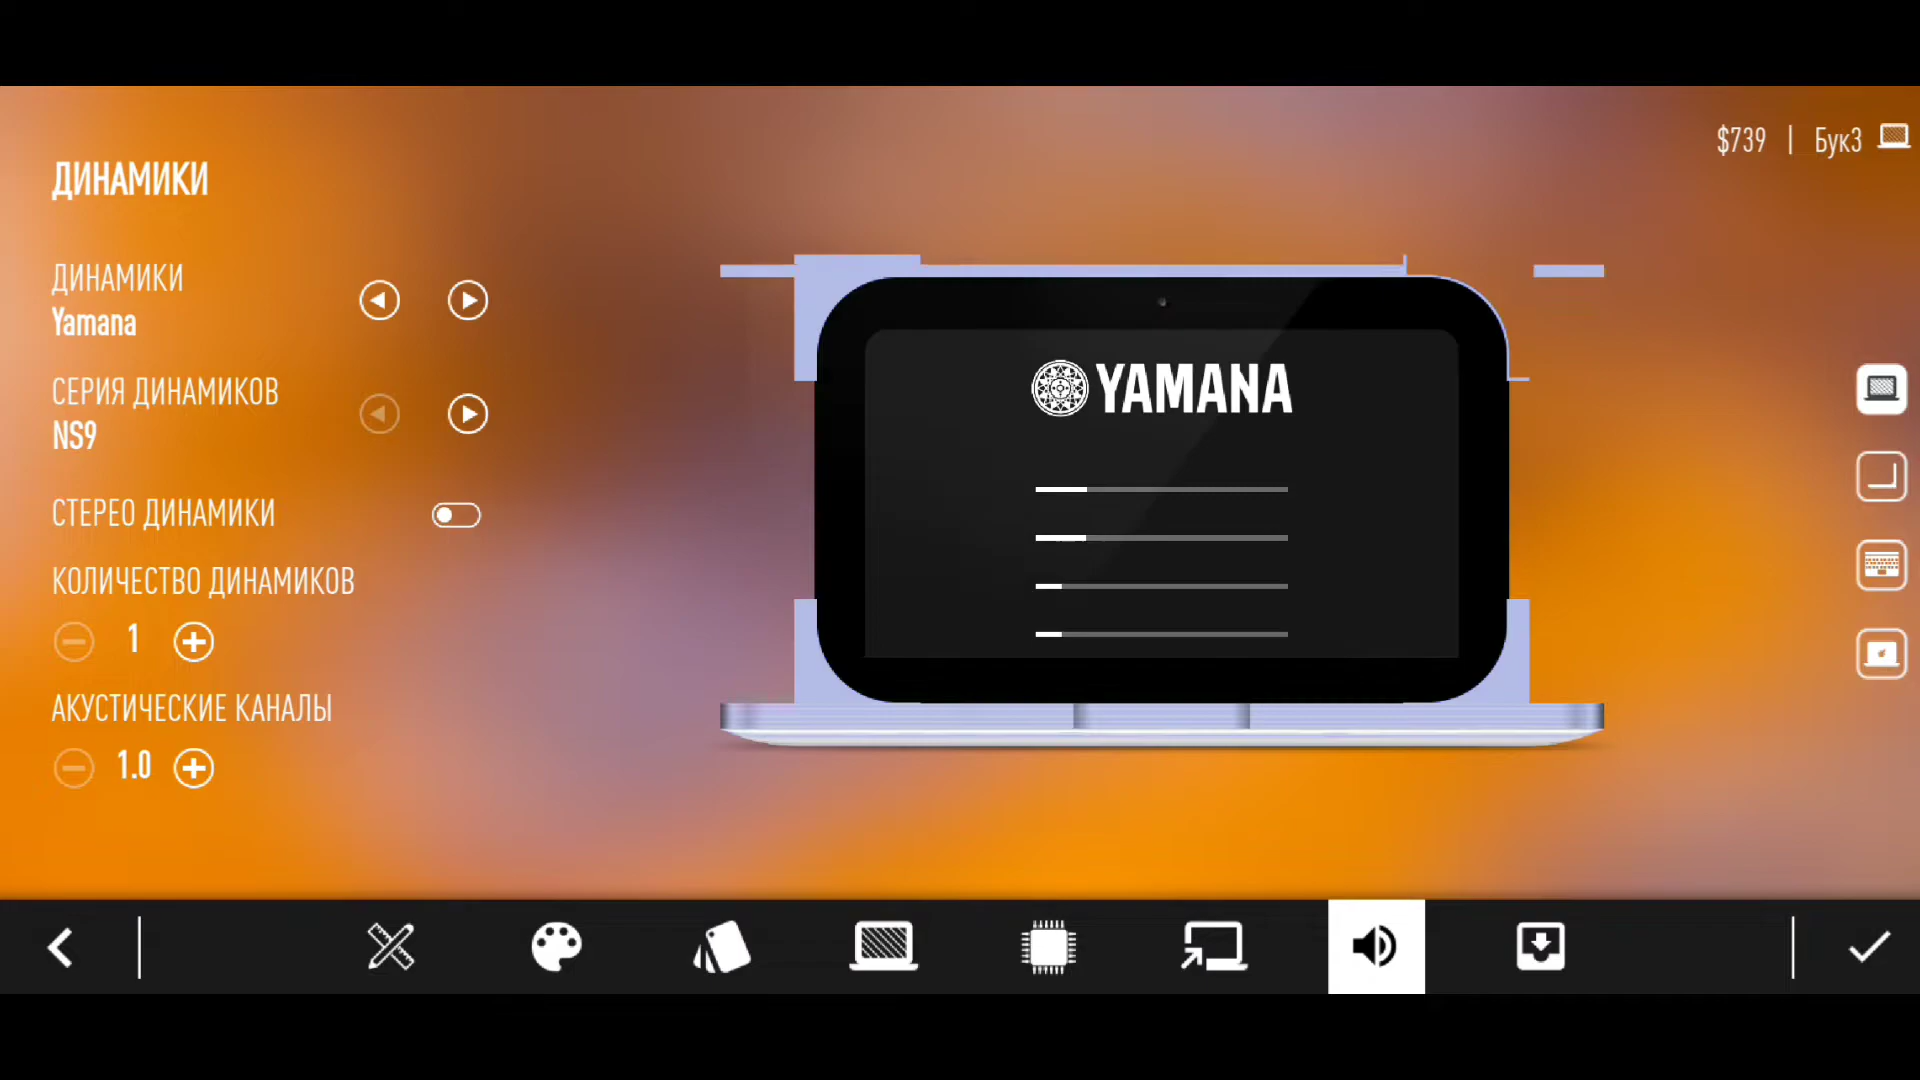 $739 | Бук3
ДИНАМИКИ
ДИНАМИКИ
Yamana
СЕРИЯ ДИНАМИКОВ
NS9
СТЕРЕО ДИНАМИКИ
КОЛИЧЕСТВО ДИНАМИКОВ
1
АКУСТИЧЕСКИЕ КАНАЛЫ
1.0
YAMANA